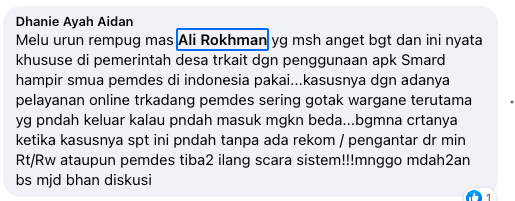 Dhanie Ayah Aidan
Melu urun rempug mas Ali Rokhman yg msh anget bgt dan ini nyata
khususe di pemerintah desa trkait dgn penggunaan apk Smard
hampir smua pemdes di indonesia pakai...kasusnya dgn adanya
pelayanan online trkadang pemdes sering gotak wargane terutama
yg pndah keluar kalau pndah masuk mgkn beda...bgmna crtanya
ketika kasusnya spt ini pndah tanpa ada rekom / pengantar dr min
Rt/Rw ataupun pemdes tiba2 ilang scara sistem!!!mnggo mdah2an
bs mjd bhan diskusi
1